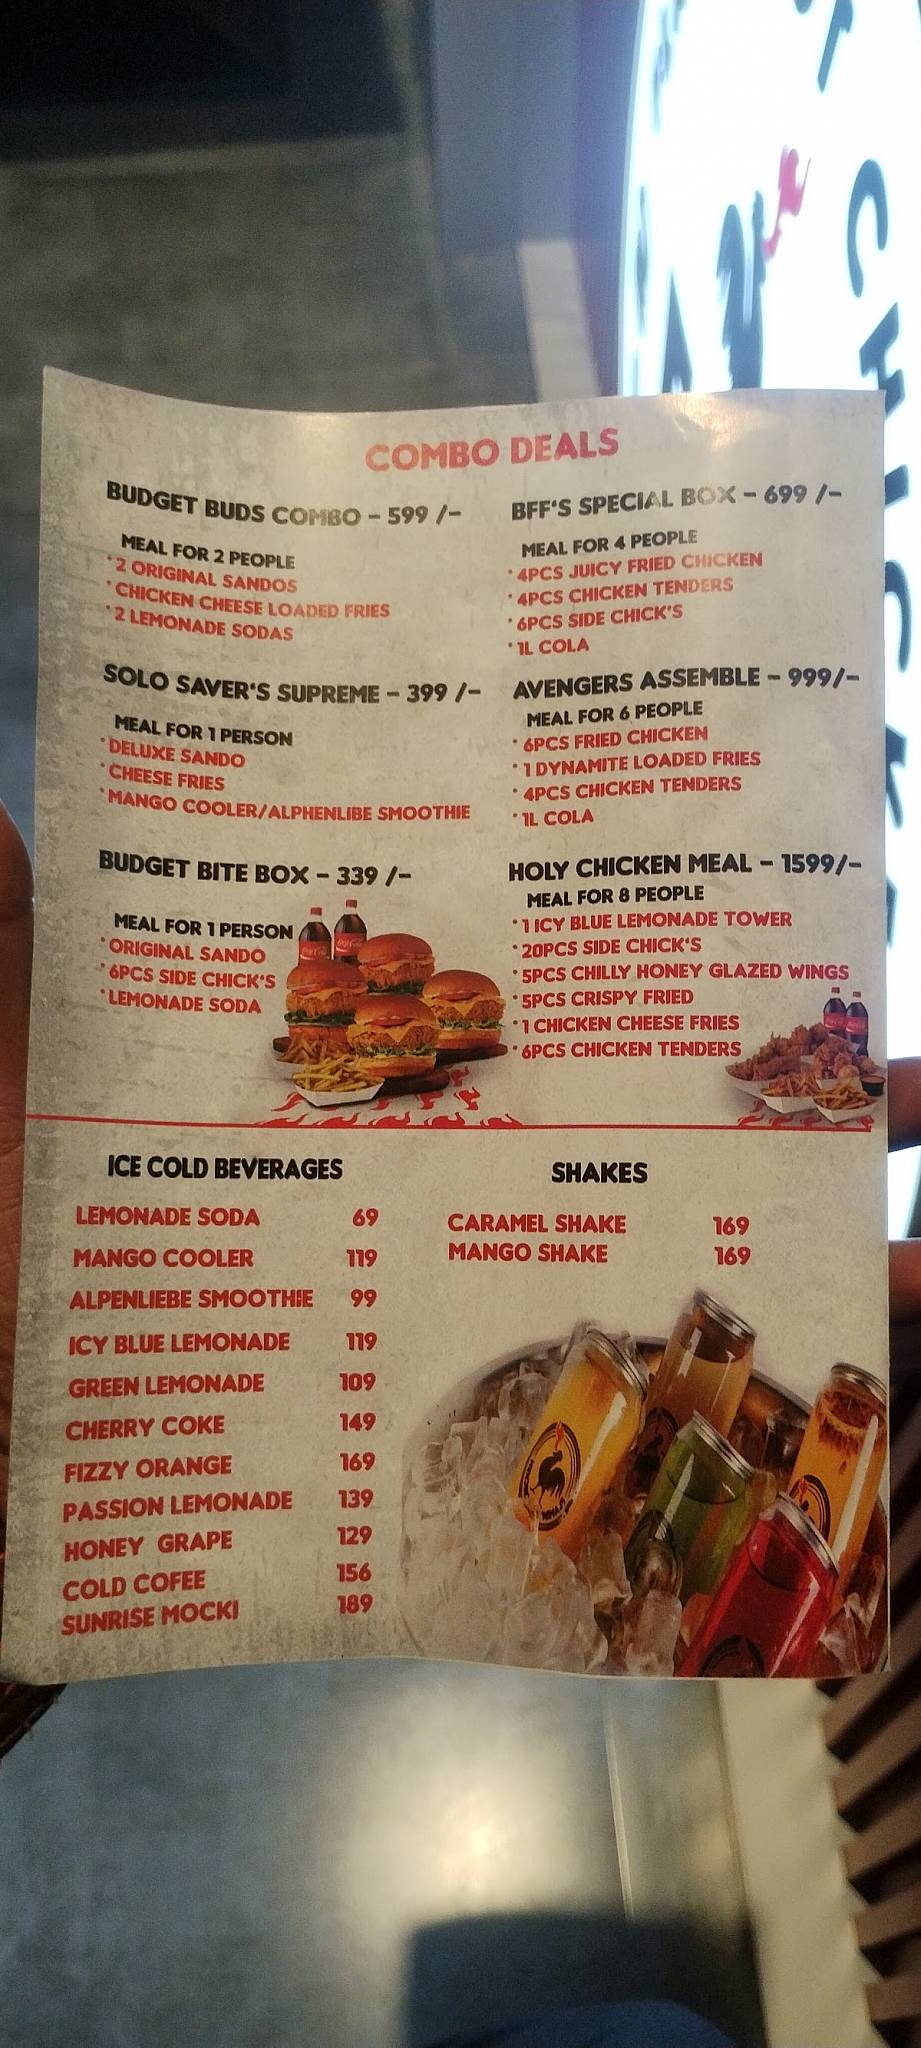 COMBO DEALS
BUDGET BUDS COMBO - 599 /-
MEAL FOR 2 PEOPLE
* 2 ORIGINAL SANDOS
* CHICKEN CHEESE LOADED FRIES
* 2 LEMONADE SODAS
SOLO SAVER'S SUPREME - 399 /-
MEAL FOR 1 PERSON
* DELUXE SANDO
* CHEESE FRIES
* MANGO COOLER/ALPHENLIBE SMOOTHIE
BUDGET BITE BOX - 339 /-
MEAL FOR 1 PERSON
* ORIGINAL SANDO
* 6PCS SIDE CHICK'S
* LEMONADE SODA
BFF'S SPECIAL BOX - 699 /-
MEAL FOR 4 PEOPLE
* 4PCS JUICY FRIED CHICKEN
* 4PCS CHICKEN TENDERS
* 6PCS SIDE CHICK'S
* 1L COLA
AVENGERS ASSEMBLE - 999/-
MEAL FOR 6 PEOPLE
* 6PCS FRIED CHICKEN
* 1 DYNAMITE LOADED FRIES
* 4PCS CHICKEN TENDERS
* 1L COLA
HOLY CHICKEN MEAL - 1599/-
MEAL FOR 8 PEOPLE
* 1 ICY BLUE LEMONADE TOWER
* 20PCS SIDE CHICK'S
* 5PCS CHILLY HONEY GLAZED WINGS
* 5PCS CRISPY FRIED
* 1 CHICKEN CHEESE FRIES
* 6PCS CHICKEN TENDERS
ICE COLD BEVERAGES
LEMONADE SODA 69
MANGO COOLER 119
ALPENLIEBE SMOOTHIE 99
ICY BLUE LEMONADE 119
GREEN LEMONADE 109
CHERRY COKE 149
FIZZY ORANGE 169
PASSION LEMONADE 139
HONEY GRAPE 129
COLD COFEE 156
SUNRISE MOCKI 189
SHAKES
CARAMEL SHAKE 169
MANGO SHAKE 169